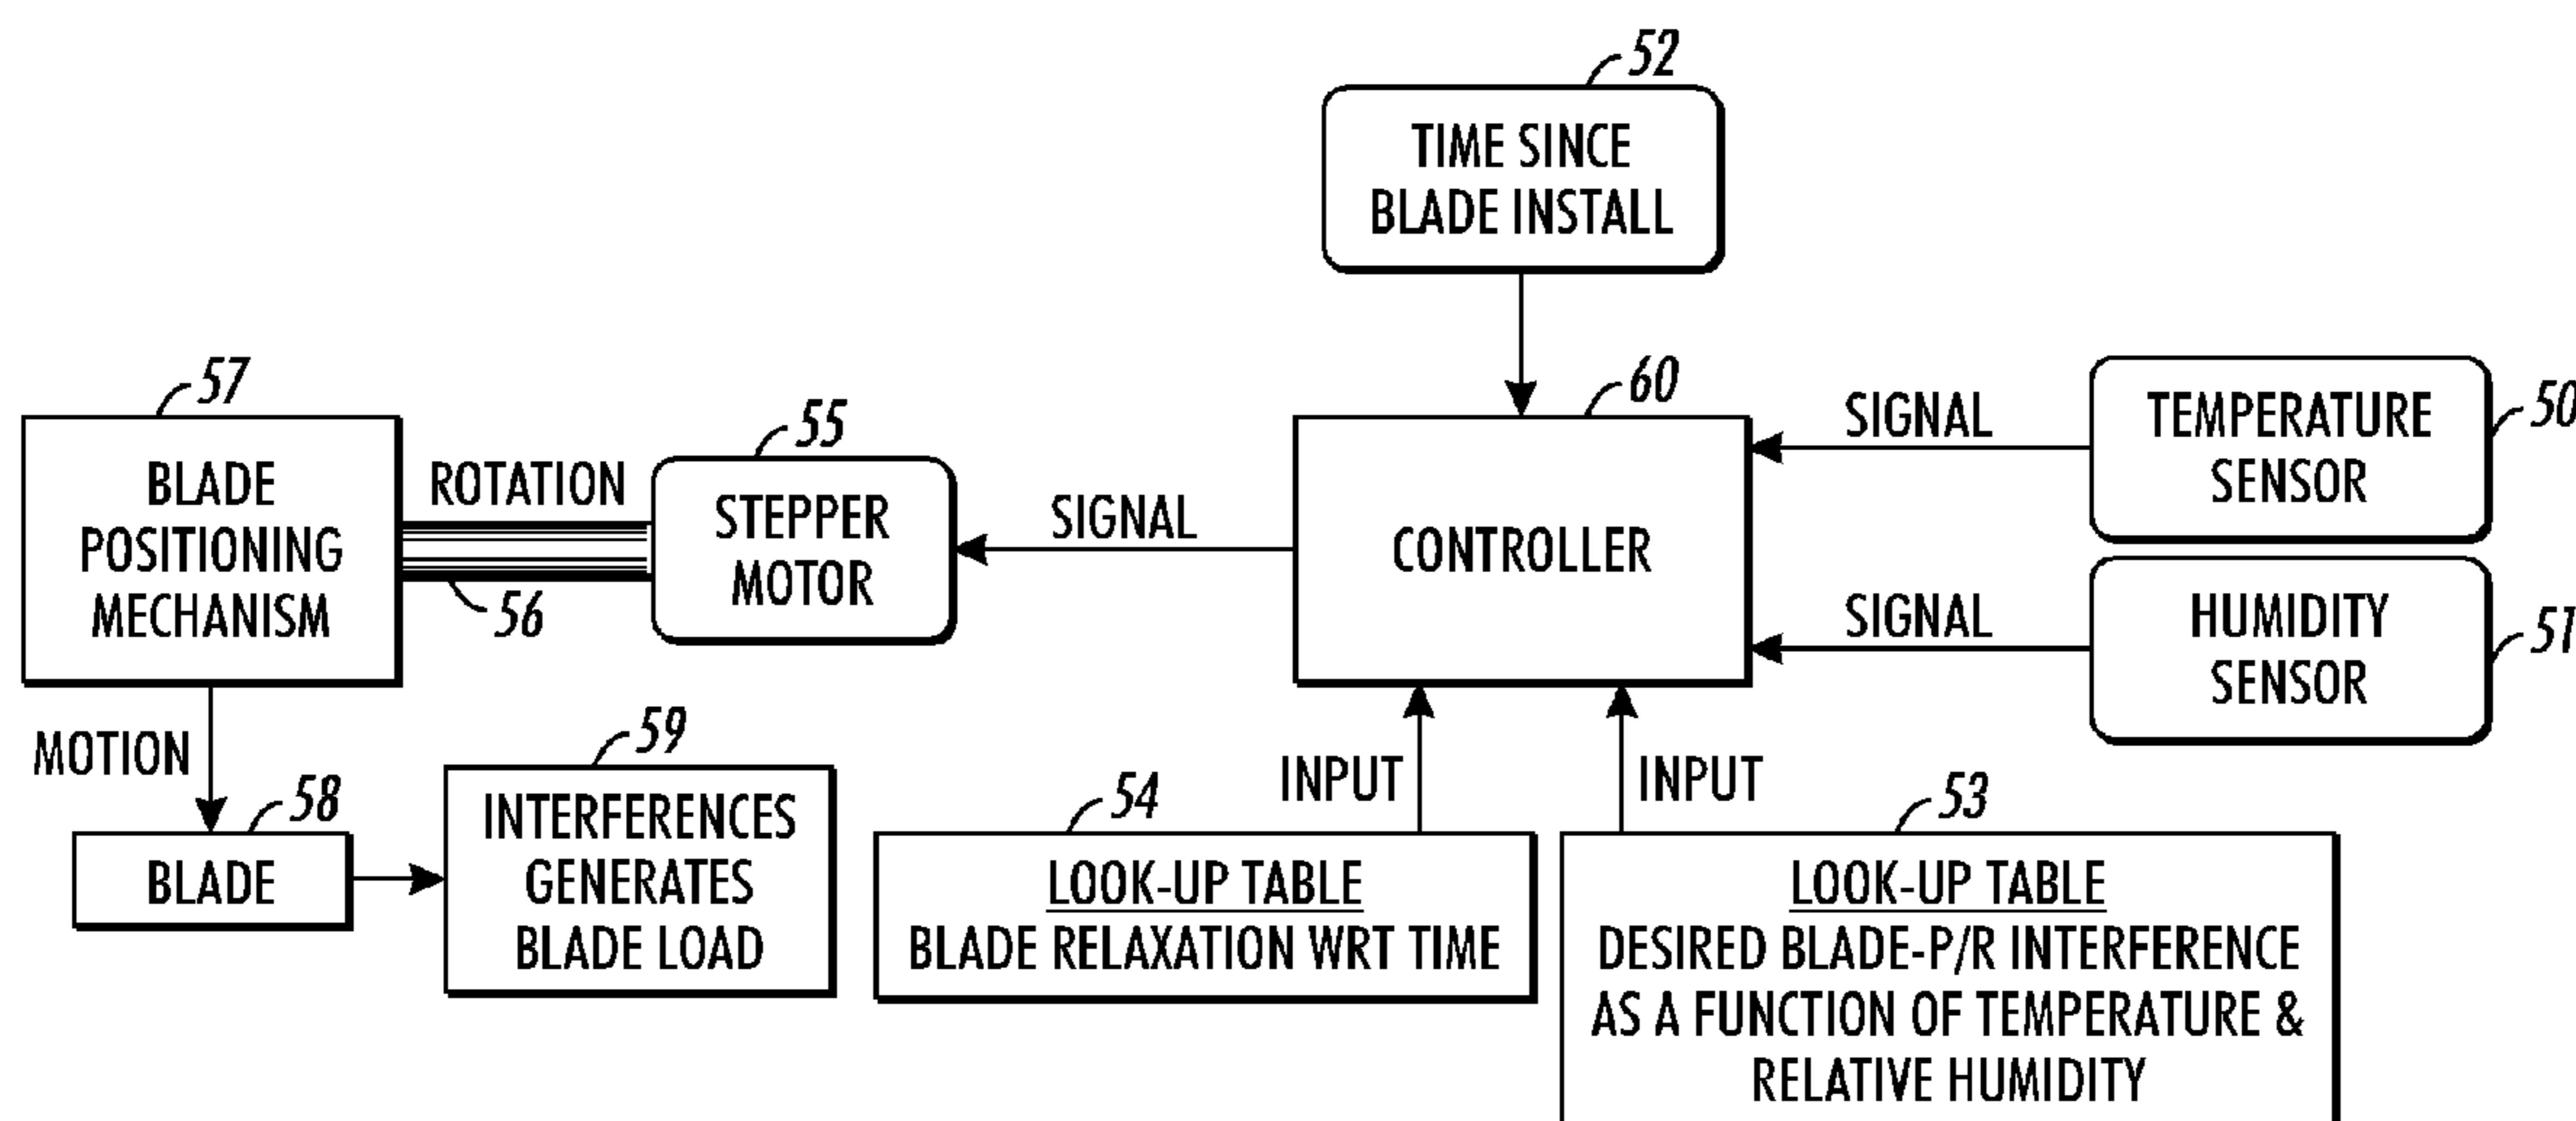 52
TIME SINCE
BLADE INSTALL
57
BLADE
POSITIONING
MECHANISM
ROTATION
56
55
STEPPER
MOTOR
SIGNAL
60
CONTROLLER
SIGNAL
TEMPERATURE
SENSOR
50
SIGNAL
HUMIDITY
SENSOR
51
MOTION
58
BLADE
59
INTERFERENCES
GENERATES
BLADE LOAD
INPUT
54
LOOK-UP TABLE
BLADE RELAXATION WRT TIME
INPUT
53
LOOK-UP TABLE
DESIRED BLADE-P/R INTERFERENCE
AS A FUNCTION OF TEMPERATURE &
RELATIVE HUMIDITY